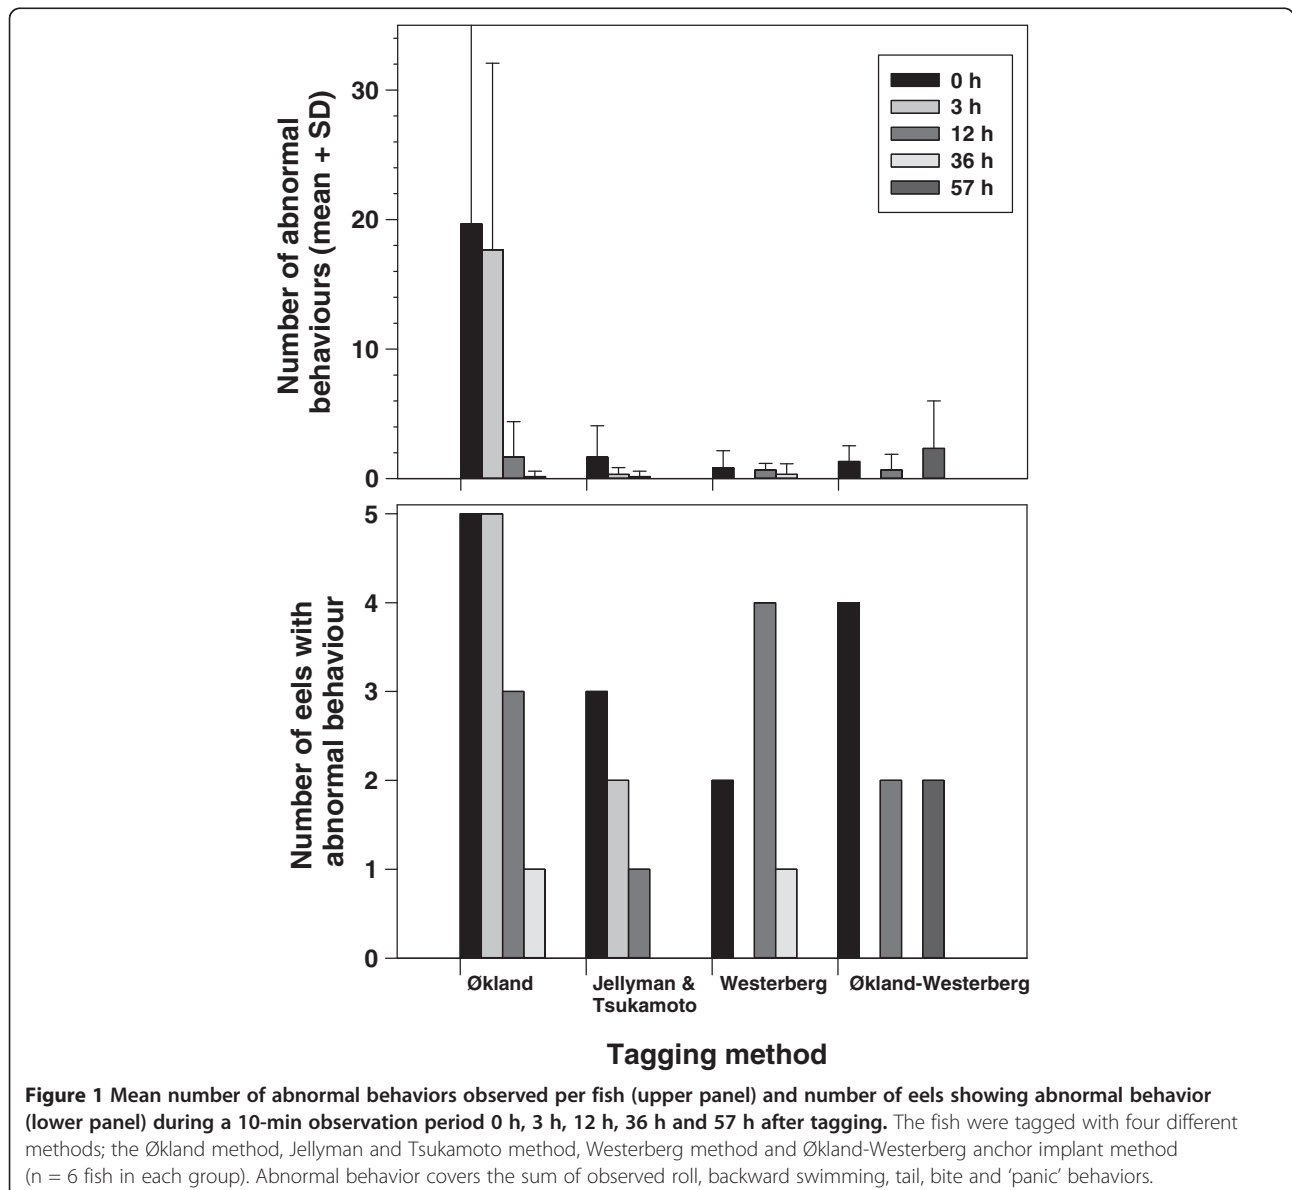 Number of abnormal
behaviours (mean + SD)
30
20
10
0
0 h
3 h
12 h
36 h
57 h
Number of eels with
abnormal behaviour
5
4
3
2
1
0
Økland
Jellyman &
Tsukamoto
Westerberg
Økland-Westerberg
Tagging method
Figure 1 Mean number of abnormal behaviors observed per fish (upper panel) and number of eels showing abnormal behavior
(lower panel) during a 10-min observation period 0 h, 3 h, 12 h, 36 h and 57 h after tagging. The fish were tagged with four different
methods; the Økland method, Jellyman and Tsukamoto method, Westerberg method and Økland-Westerberg anchor implant method
(n = 6 fish in each group). Abnormal behavior covers the sum of observed roll, backward swimming, tail, bite and ‘panic’ behaviors.